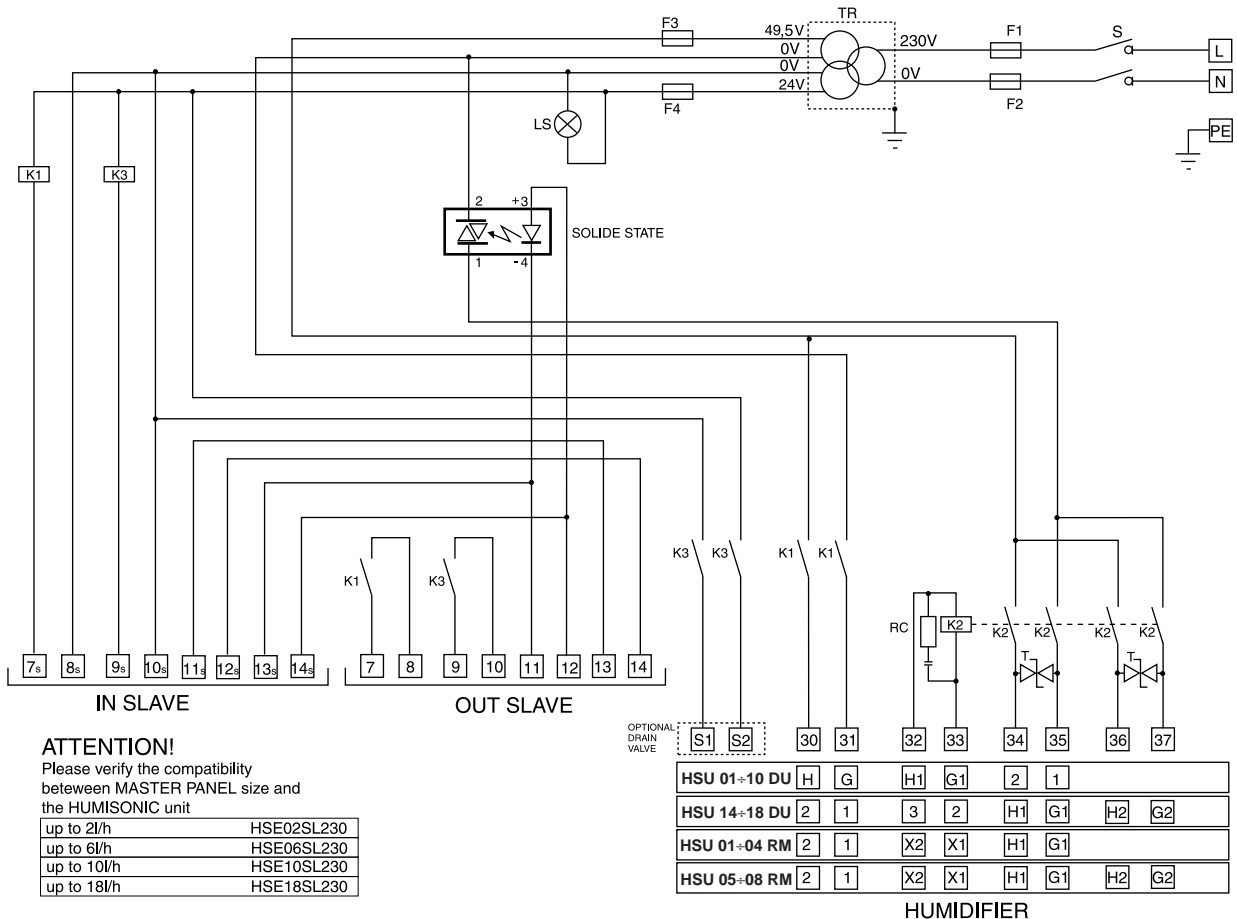 TR
F3
49,5V
0V
0V
24V
F4
230V
0V
F1
F2
S
L
N
PE
LS
K1
K3
2 +3
1 -4
SOLIDE STATE
K1
K3
K3
K3
K1
K1
RC
K2
K2
K2
K2
K2
T
T
7s 8s 9s 10s 11s 12s 13s 14s
IN SLAVE
7 8 9 10 11 12 13 14
OUT SLAVE
OPTIONAL
DRAIN
VALVE
S1 S2 30 31 32 33 34 35 36 37
HSU 01÷10 DU H G H1 G1 2 1
HSU 14÷18 DU 2 1 3 2 H1 G1 H2 G2
HSU 01÷04 RM 2 1 X2 X1 H1 G1
HSU 05÷08 RM 2 1 X2 X1 H1 G1 H2 G2
HUMIDIFIER
ATTENTION!
Please verify the compatibility
beteween MASTER PANEL size and
the HUMISONIC unit
up to 2l/h HSE02SL230
up to 6l/h HSE06SL230
up to 10l/h HSE10SL230
up to 18l/h HSE18SL230